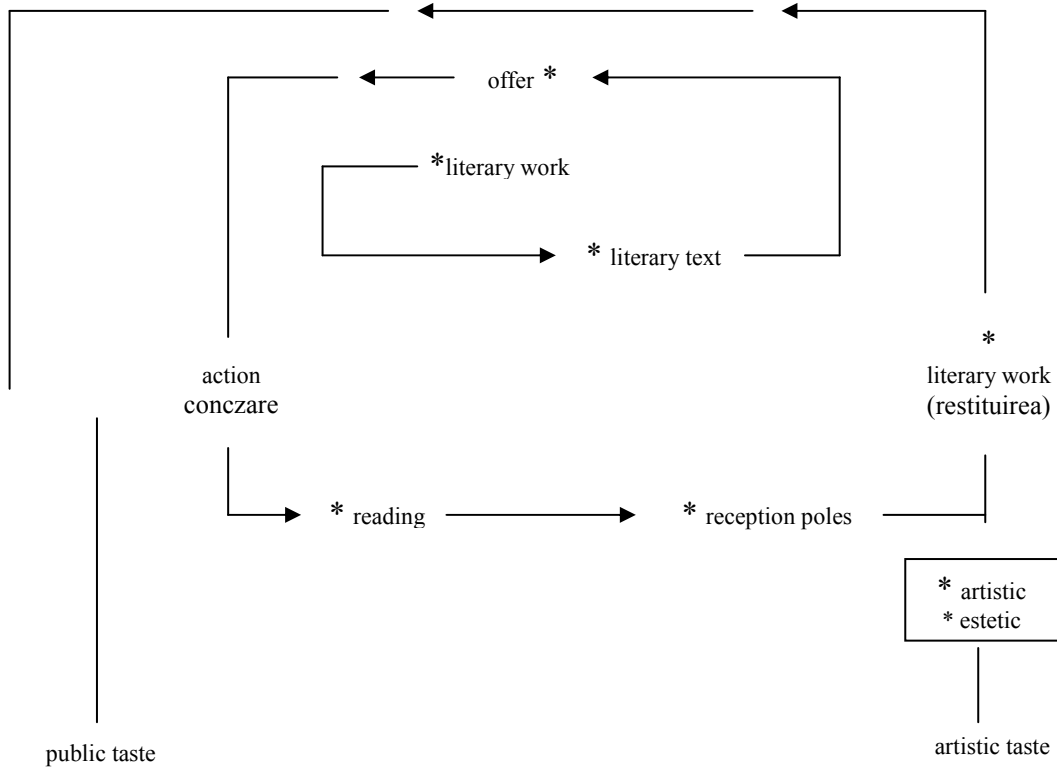 offer *
*literary work
* literary text
*
action
conczare
literary work
(restituirea)
* reading
* reception poles
* artistic
* estetic
public taste
artistic taste